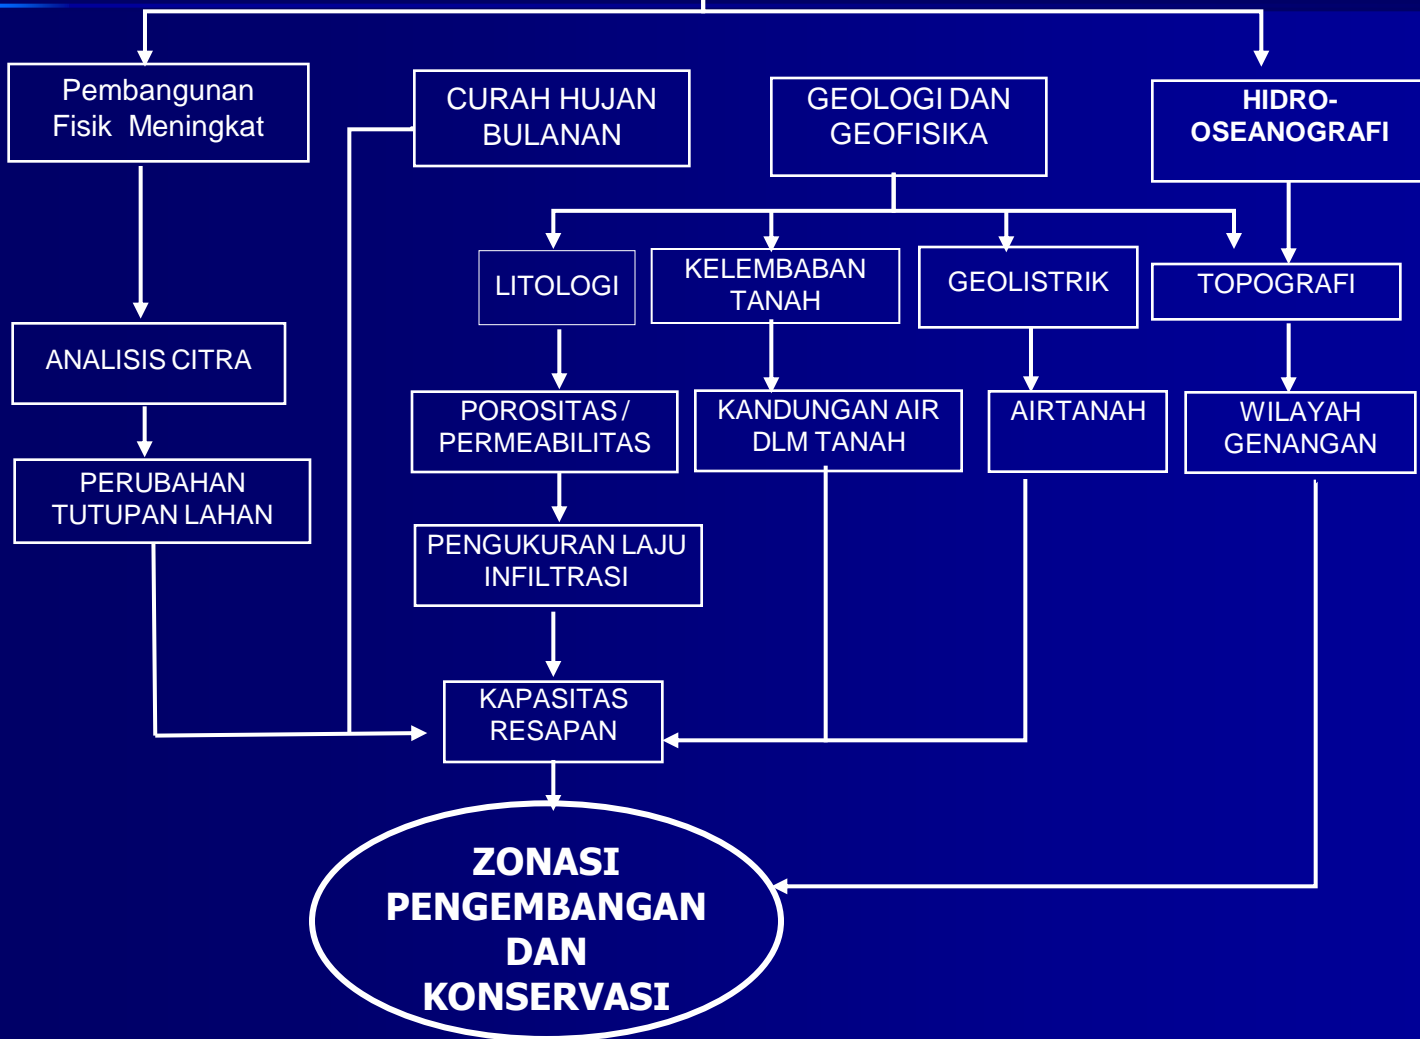 Pembangunan
Fisik Meningkat
CURAH HUJAN
BULANAN
GEOLOGI DAN
GEOFISIKA
HIDRO-
OSEANOGRAFI
LITOLOGI
KELEMBABAN
TANAH
GEOLISTRIK
TOPOGRAFI
ANALISIS CITRA
POROSITAS /
PERMEABILITAS
KANDUNGAN AIR
DLM TANAH
AIRTANAH
WILAYAH
GENANGAN
PERUBAHAN
TUTUPAN LAHAN
PENGUKURAN LAJU
INFILTRASI
KAPASITAS
RESAPAN
ZONASI
PENGEMBANGAN
DAN
KONSERVASI